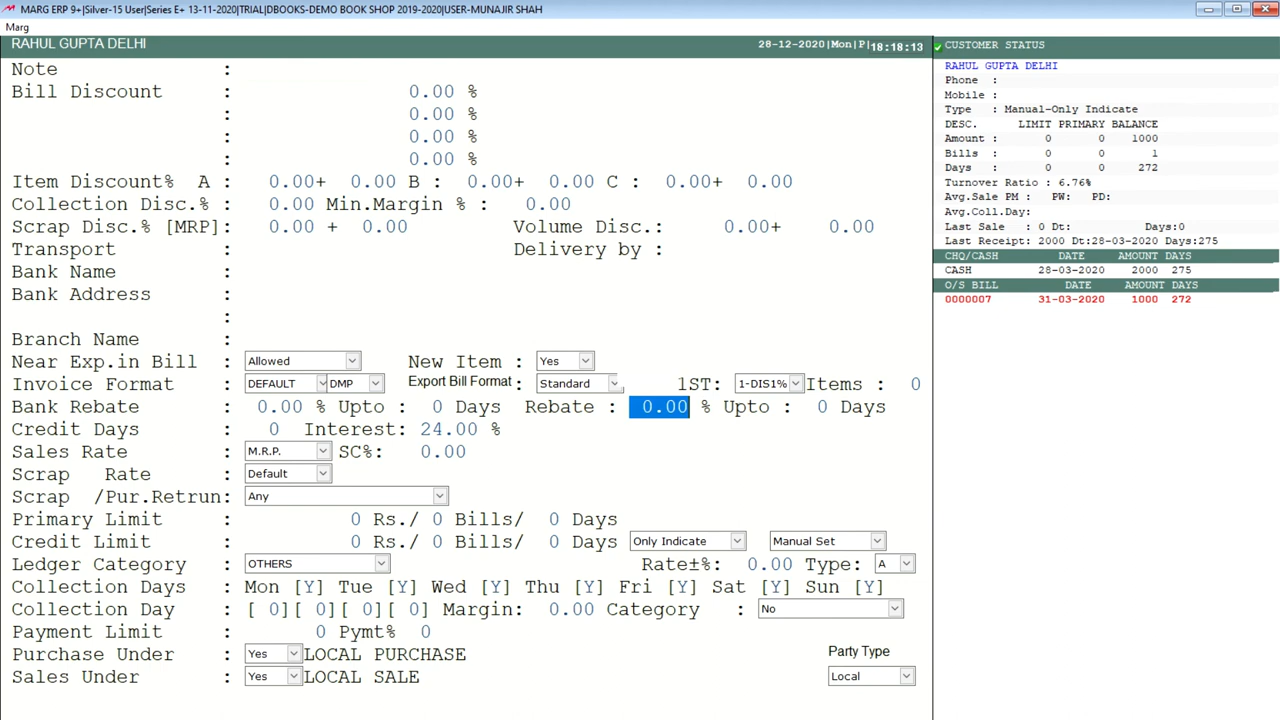 MARG ERP 9+|Silver-15 User|Series E+ 13-11-2020|TRIAL|DBOOKS-DEMO BOOK SHOP 2019-2020|USER-MUNAJIR SHAH
Marg
RAHUL GUPTA DELHI 28-12-2020|Mon|P|18:18:13
Note :
Bill Discount : 0.00 %
: 0.00 %
: 0.00 %
: 0.00 %
Item Discount% A : 0.00+ 0.00 B : 0.00+ 0.00 C : 0.00+ 0.00
Collection Disc.% : 0.00 Min.Margin % : 0.00
Scrap Disc.% [MRP]: 0.00 + 0.00 Volume Disc.: 0.00+ 0.00
Transport : Delivery by :
Bank Name :
Bank Address :
:
Branch Name :
Near Exp.in Bill : Allowed New Item : Yes
Invoice Format : DEFAULT DMP Export Bill Format : Standard 1ST: 1-DIS1% Items : 0
Bank Rebate : 0.00 % Upto : 0 Days Rebate : 0.00 % Upto : 0 Days
Credit Days : 0 Interest: 24.00 %
Sales Rate : M.R.P. SC%: 0.00
Scrap Rate : Default
Scrap /Pur.Retrun: Any
Primary Limit : 0 Rs./ 0 Bills/ 0 Days
Credit Limit : 0 Rs./ 0 Bills/ 0 Days Only Indicate Manual Set
Ledger Category : OTHERS Rate±%: 0.00 Type: A
Collection Days : Mon [Y] Tue [Y] Wed [Y] Thu [Y] Fri [Y] Sat [Y] Sun [Y]
Collection Day : [ 0][ 0][ 0][ 0] Margin: 0.00 Category : No
Payment Limit : 0 Pymt% 0
Purchase Under : Yes LOCAL PURCHASE Party Type
Sales Under : Yes LOCAL SALE Local
CUSTOMER STATUS
RAHUL GUPTA DELHI
Phone :
Mobile :
Type : Manual-Only Indicate
DESC. LIMIT PRIMARY BALANCE
Amount : 0 0 1000
Bills : 0 0 1
Days : 0 0 272
Turnover Ratio : 6.76%
Avg.Sale PM : PW: PD:
Avg.Coll.Day:
Last Sale : 0 Dt: Days:0
Last Receipt: 2000 Dt:28-03-2020 Days:275
CHQ/CASH DATE AMOUNT DAYS
CASH 28-03-2020 2000 275
O/S BILL DATE AMOUNT DAYS
0000007 31-03-2020 1000 272